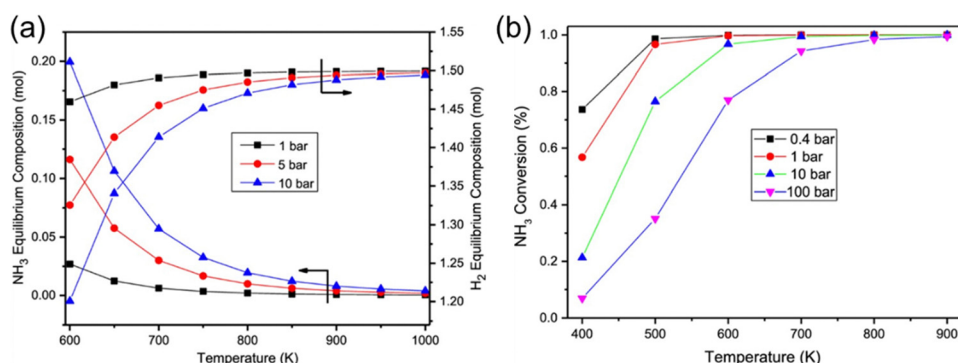 (a)
NH3 Equilibrium Composition (mol)
0.20
0.15
0.10
0.05
0.00
600 700 800 900 1000
Temperature (K)
1 bar
5 bar
10 bar
1.55
1.50
1.45
1.40
1.35
1.30
1.25
1.20
H2 Equilibrium Composition (mol)
(b)
NH3 Conversion (%)
1.0
0.8
0.6
0.4
0.2
0.0
400 500 600 700 800 900
Temperature (K)
0.4 bar
1 bar
10 bar
100 bar